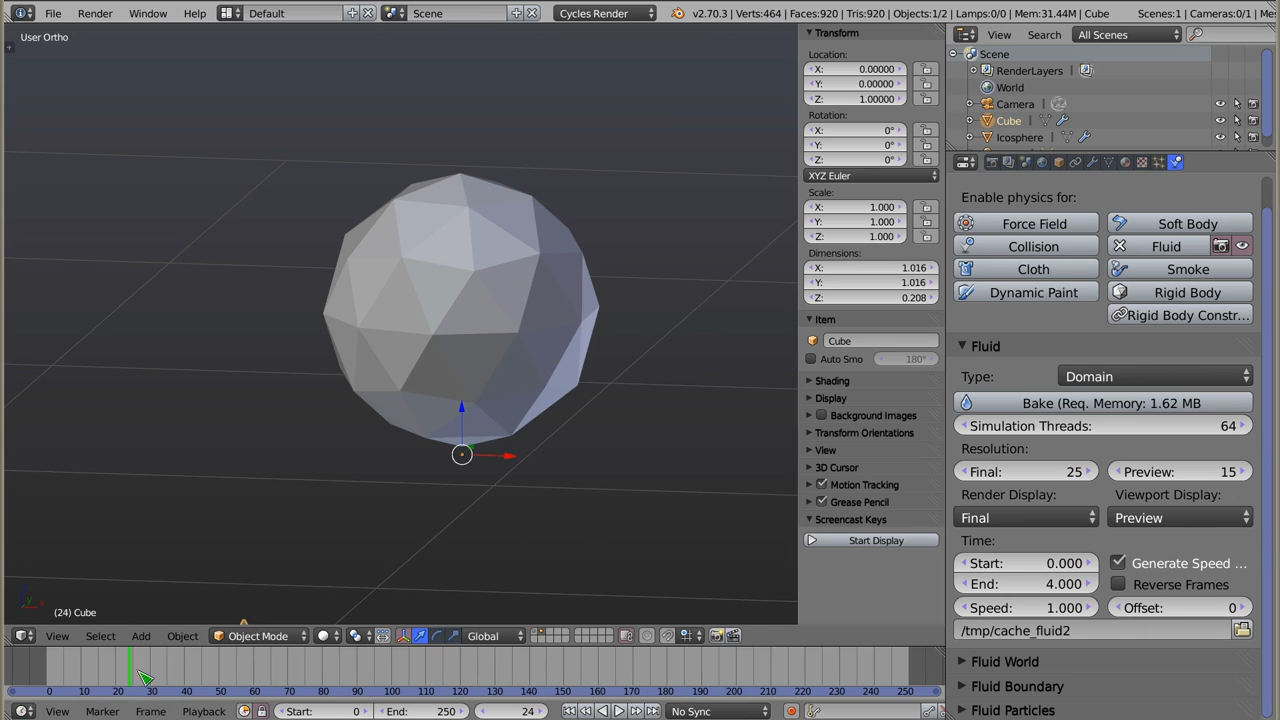 File Render Window Help Default Scene Cycles Render v2.70.3 | Verts:464 | Faces:920 | Tris:920 | Objects:1/2 | Lamps:0/0 | Mem:31.44M | Cube Scenes:1 | Cameras:0/1 | Mes
User Ortho
(24) Cube
View Select Add Object Object Mode Global
0 10 20 30 40 50 60 70 80 90 100 110 120 130 140 150 160 170 180 190 200 210 220 230 240 250
View Marker Frame Playback Start: 0 End: 250 24 No Sync
Transform
Location:
X: 0.00000
Y: 0.00000
Z: 1.00000
Rotation:
X: 0°
Y: 0°
Z: 0°
XYZ Euler
Scale:
X: 1.000
Y: 1.000
Z: 1.000
Dimensions:
X: 1.016
Y: 1.016
Z: 0.208
Item
Cube
Auto Smo 180°
Shading
Display
Background Images
Transform Orientations
View
3D Cursor
Motion Tracking
Grease Pencil
Screencast Keys
Start Display
View Search All Scenes
Scene
RenderLayers
World
Camera
Cube
Icosphere
Enable physics for:
Force Field Soft Body
Collision Fluid
Cloth Smoke
Dynamic Paint Rigid Body
Rigid Body Constr...
Fluid
Type: Domain
Bake (Req. Memory: 1.62 MB
Simulation Threads: 64
Resolution:
Final: 25 Preview: 15
Render Display: Viewport Display:
Final Preview
Time:
Start: 0.000 Generate Speed ...
End: 4.000 Reverse Frames
Speed: 1.000 Offset: 0
/tmp/cache_fluid2
Fluid World
Fluid Boundary
Fluid Particles